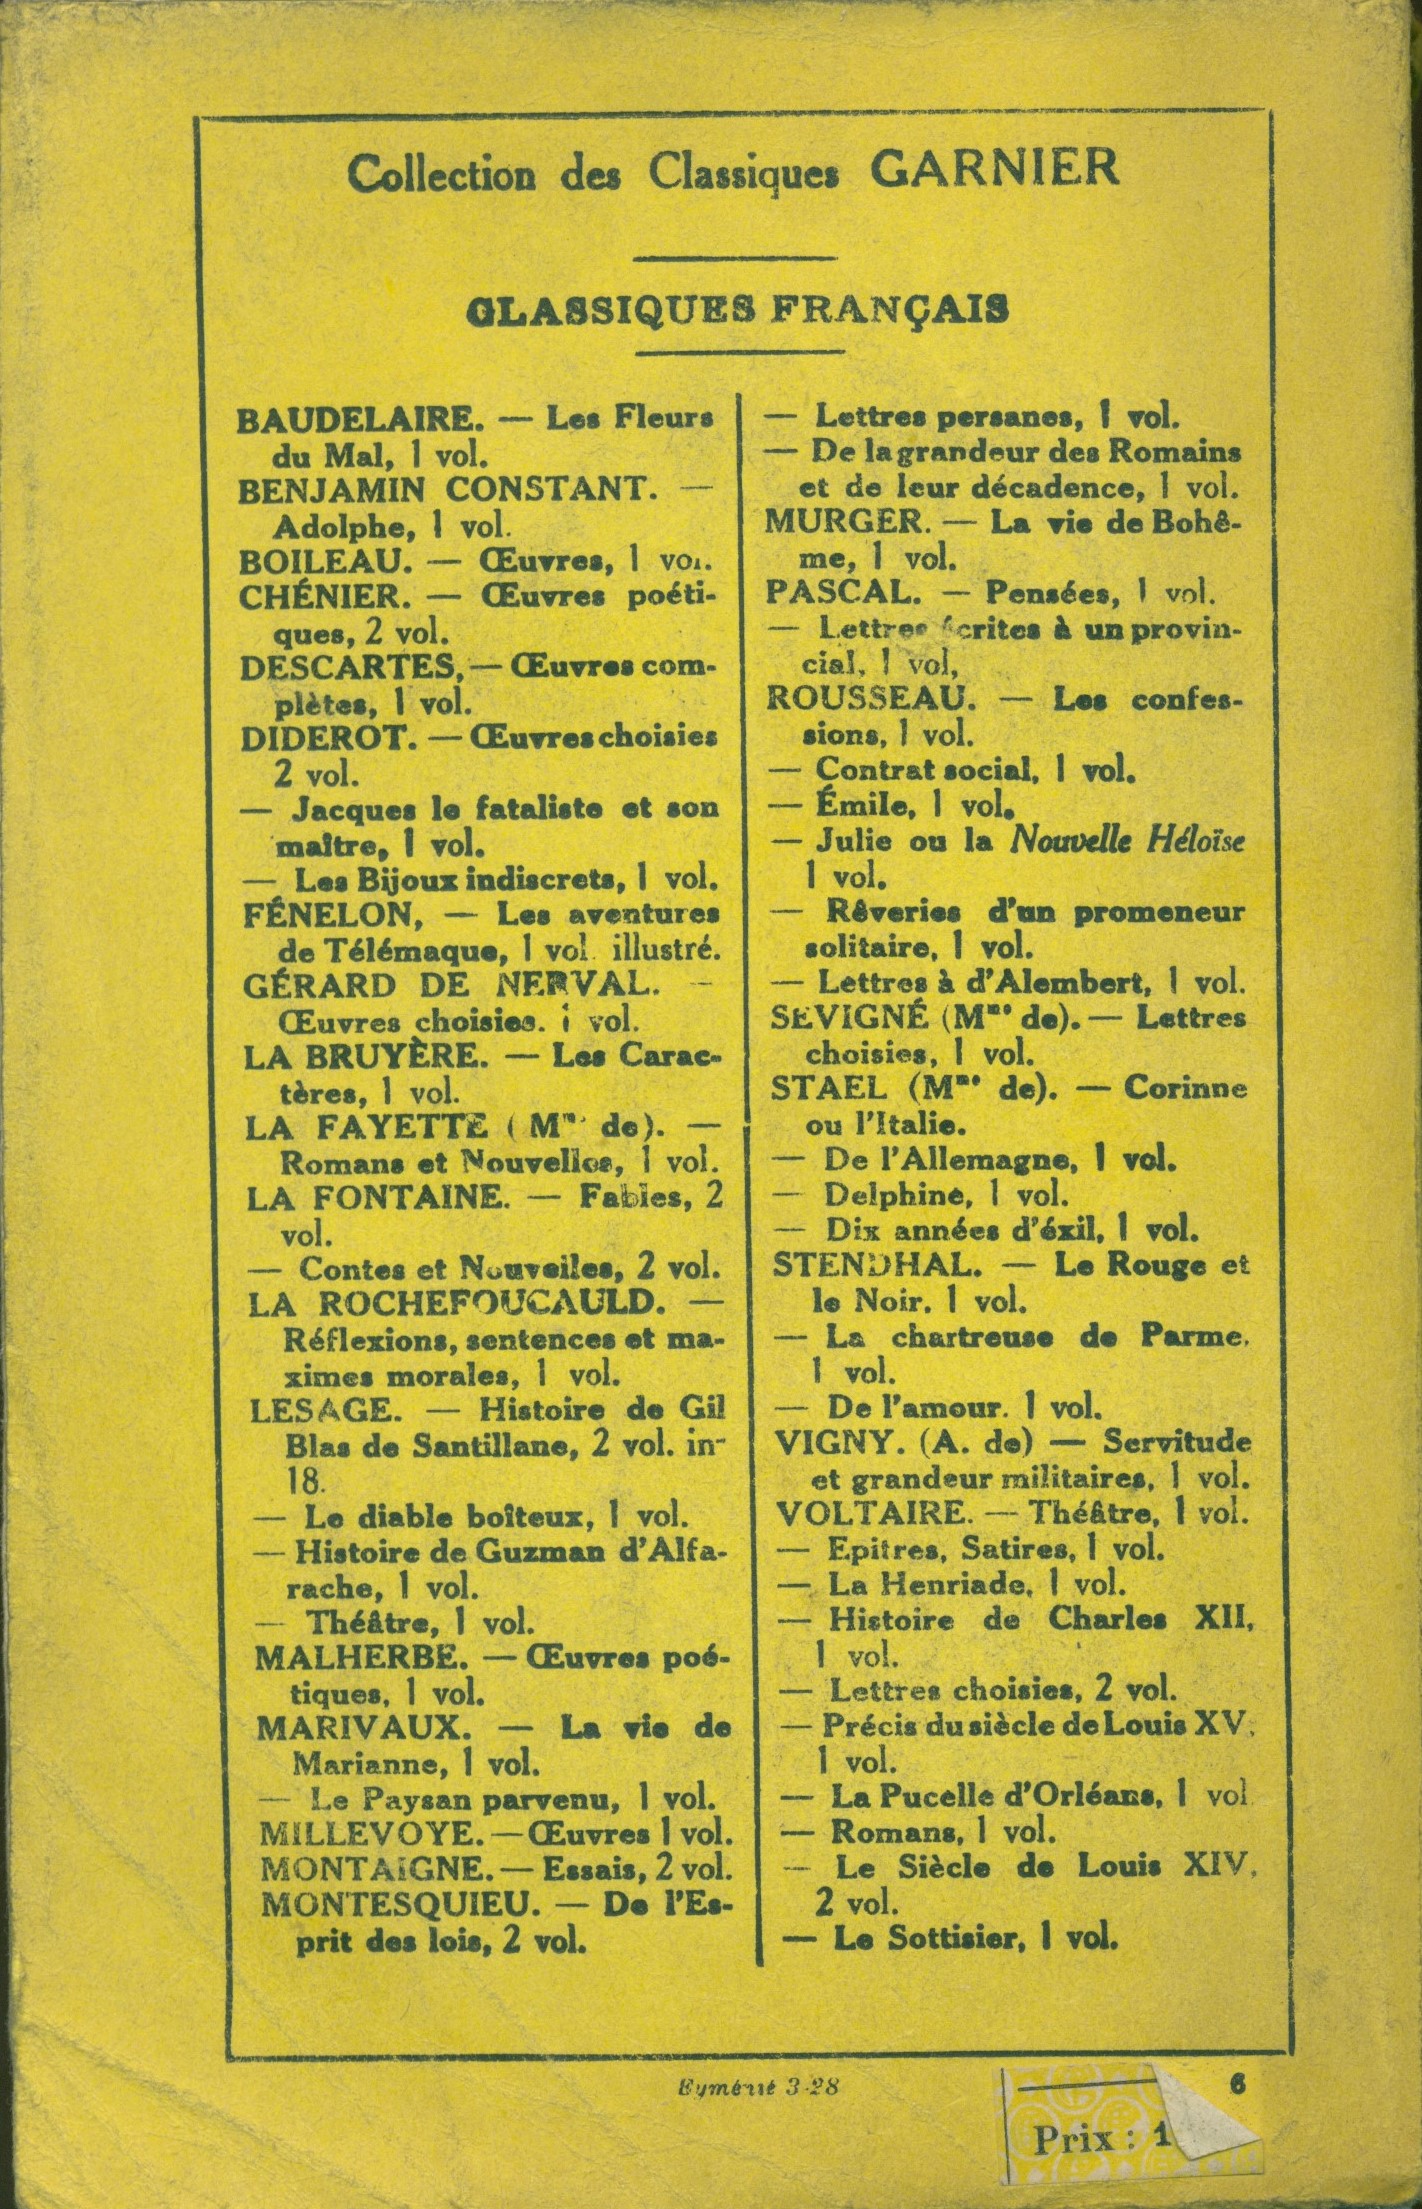 Collection des Classiques GARNIER
CLASSIQUES FRANÇAIS
BAUDELAIRE. — Les Fleurs
du Mal, 1 vol.
BENJAMIN CONSTANT. —
Adolphe, 1 vol.
BOILEAU. — Œuvres, 1 vol.
CHÉNIER. — Œuvres poéti-
ques, 2 vol.
DESCARTES, — Œuvres com-
plètes, 1 vol.
DIDEROT. — Œuvres choisies
2 vol.
— Jacques le fataliste et son
maître, 1 vol.
— Les Bijoux indiscrets, 1 vol.
FÉNELON, — Les aventures
de Télémaque, 1 vol. illustré.
GÉRARD DE NERVAL. —
Œuvres choisies. 1 vol.
LA BRUYÈRE. — Les Carac-
tères, 1 vol.
LA FAYETTE (Mme de). —
Romans et Nouvelles, 1 vol.
LA FONTAINE. — Fables, 2
vol.
— Contes et Nouvelles, 2 vol.
LA ROCHEFOUCAULD. —
Réflexions, sentences et ma-
ximes morales, 1 vol.
LESAGE. — Histoire de Gil
Blas de Santillane, 2 vol. in-
18.
— Le diable boîteux, 1 vol.
— Histoire de Guzman d'Alfa-
rache, 1 vol.
— Théâtre, 1 vol.
MALHERBE. — Œuvres poé-
tiques, 1 vol.
MARIVAUX. — La vie de
Marianne, 1 vol.
— Le Paysan parvenu, 1 vol.
MILLEVOYE. — Œuvres 1 vol.
MONTAIGNE. — Essais, 2 vol.
MONTESQUIEU. — De l'Es-
prit des lois, 2 vol.
— Lettres persanes, 1 vol.
— De la grandeur des Romains
et de leur décadence, 1 vol.
MURGER. — La vie de Bohê-
me, 1 vol.
PASCAL. — Pensées, 1 vol.
— Lettres écrites à un provin-
cial, 1 vol,
ROUSSEAU. — Les confes-
sions, 1 vol.
— Contrat social, 1 vol.
— Émile, 1 vol.
— Julie ou la Nouvelle Héloïse
1 vol.
— Rêveries d'un promeneur
solitaire, 1 vol.
— Lettres à d'Alembert, 1 vol.
SÉVIGNÉ (Mme de). — Lettres
choisies, 1 vol.
STAEL (Mme de). — Corinne
ou l'Italie.
— De l'Allemagne, 1 vol.
— Delphine, 1 vol.
— Dix années d'éxil, 1 vol.
STENDHAL. — Le Rouge et
le Noir. 1 vol.
— La chartreuse de Parme.
1 vol.
— De l'amour. 1 vol.
VIGNY. (A. de) — Servitude
et grandeur militaires, 1 vol.
VOLTAIRE. — Théâtre, 1 vol.
— Epitres, Satires, 1 vol.
— La Henriade, 1 vol.
— Histoire de Charles XII,
1 vol.
— Lettres choisies, 2 vol.
— Précis du siècle de Louis XV,
1 vol.
— La Pucelle d'Orléans, 1 vol
— Romans, 1 vol.
— Le Siècle de Louis XIV,
2 vol.
— Le Sottisier, 1 vol.
3-28
6
Prix : 1